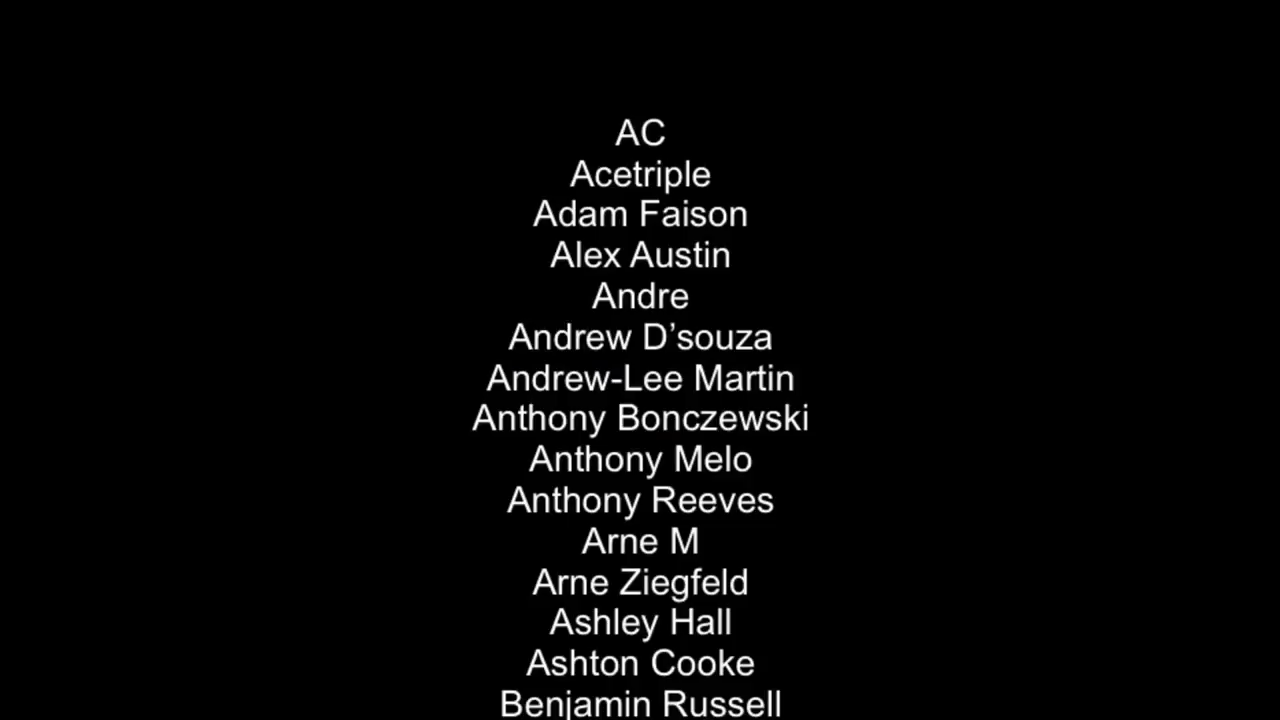 AC
Acetriple
Adam Faison
Alex Austin
Andre
Andrew D’souza
Andrew-Lee Martin
Anthony Bonczewski
Anthony Melo
Anthony Reeves
Arne M
Arne Ziegfeld
Ashley Hall
Ashton Cooke
Benjamin Russell